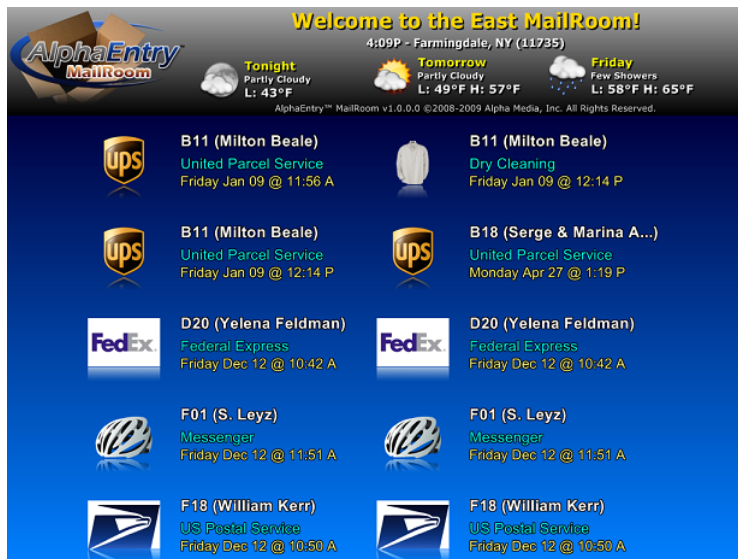 Welcome to the East MailRoom!
4:09P - Farmingdale, NY (11735)
AlphaEntry™
MailRoom
Tonight
Partly Cloudy
L: 43°F
Tomorrow
Partly Cloudy
L: 49°F H: 57°F
Friday
Few Showers
L: 58°F H: 65°F
AlphaEntry™ MailRoom v1.0.0.0 ©2008-2009 Alpha Media, Inc. All Rights Reserved.
ups
B11 (Milton Beale)
United Parcel Service
Friday Jan 09 @ 11:56 A
B11 (Milton Beale)
Dry Cleaning
Friday Jan 09 @ 12:14 P
ups
B11 (Milton Beale)
United Parcel Service
Friday Jan 09 @ 12:14 P
ups
B18 (Serge & Marina A...)
United Parcel Service
Monday Apr 27 @ 1:19 P
FedEx.
D20 (Yelena Feldman)
Federal Express
Friday Dec 12 @ 10:42 A
FedEx.
D20 (Yelena Feldman)
Federal Express
Friday Dec 12 @ 10:42 A
F01 (S. Leyz)
Messenger
Friday Dec 12 @ 11:51 A
F01 (S. Leyz)
Messenger
Friday Dec 12 @ 11:51 A
F18 (William Kerr)
US Postal Service
Friday Dec 12 @ 10:50 A
F18 (William Kerr)
US Postal Service
Friday Dec 12 @ 10:50 A